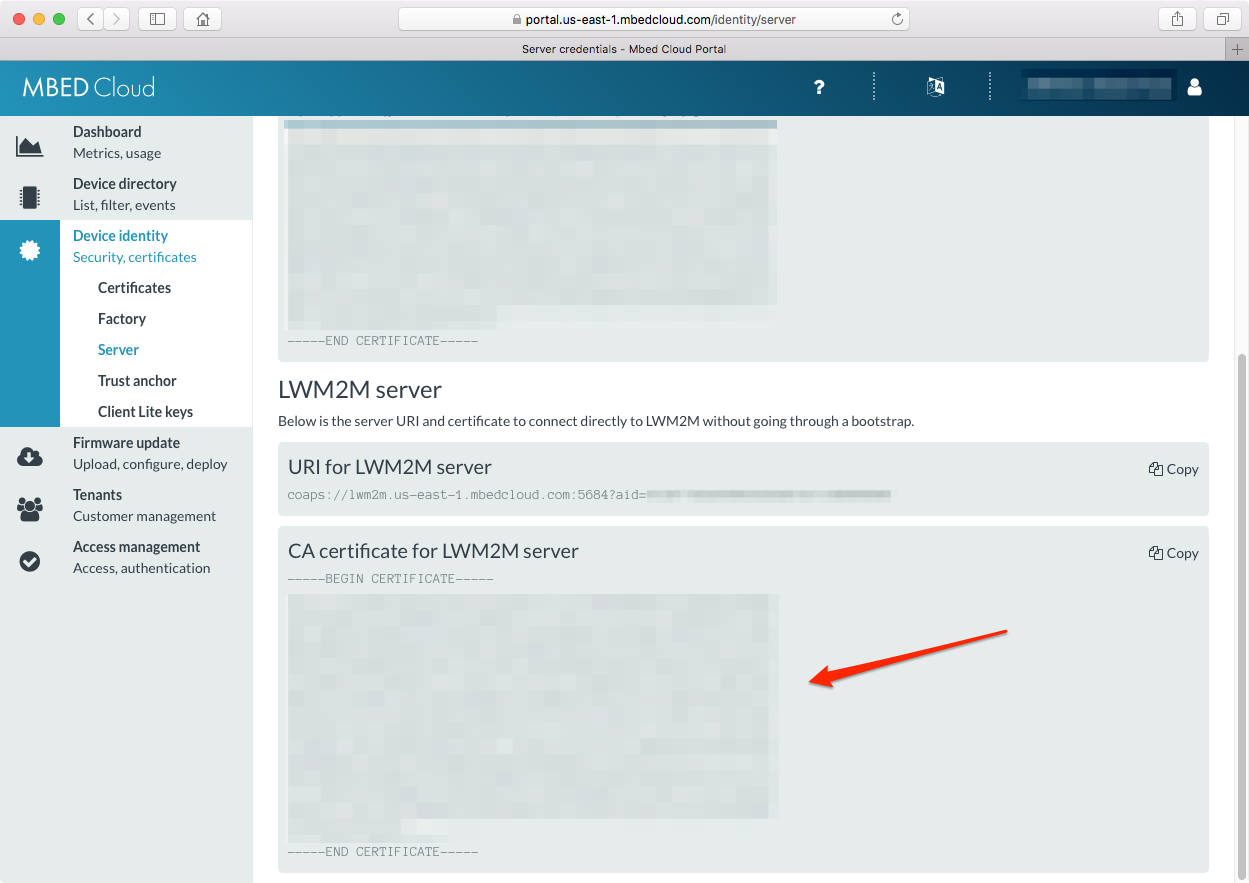 portal.us-east-1.mbedcloud.com/identity/server
Server credentials – Mbed Cloud Portal
MBED Cloud
?
A
Dashboard
Metrics, usage
Device directory
List, filter, events
Device identity
Security, certificates
Certificates
Factory
Server
Trust anchor
Client Lite keys
Firmware update
Upload, configure, deploy
Tenants
Customer management
Access management
Access, authentication
-----END CERTIFICATE-----
LWM2M server
Below is the server URI and certificate to connect directly to LWM2M without going through a bootstrap.
URI for LWM2M server
Copy
coaps://lwm2m.us-east-1.mbedcloud.com:5684?aid=
CA certificate for LWM2M server
Copy
-----BEGIN CERTIFICATE-----
-----END CERTIFICATE-----